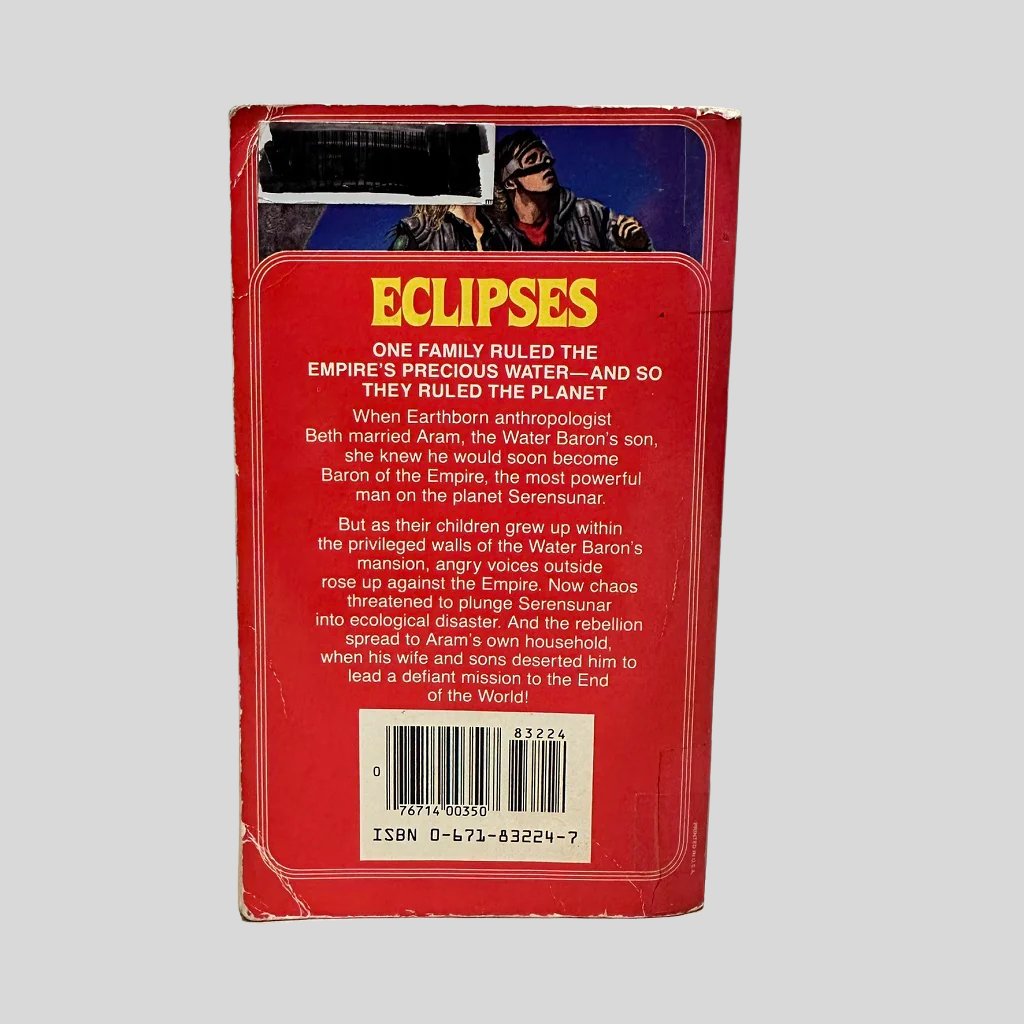 ECLIPSES
ONE FAMILY RULED THE
EMPIRE'S PRECIOUS WATER—AND SO
THEY RULED THE PLANET
When Earthborn anthropologist
Beth married Aram, the Water Baron's son,
she knew he would soon become
Baron of the Empire, the most powerful
man on the planet Serensunar.
But as their children grew up within
the privileged walls of the Water Baron's
mansion, angry voices outside
rose up against the Empire. Now chaos
threatened to plunge Serensunar
into ecological disaster. And the rebellion
spread to Aram's own household,
when his wife and sons deserted him to
lead a defiant mission to the End
of the World!
83224
0
76714 00350
ISBN 0-671-83224-7
PRINTED IN U.S.A.